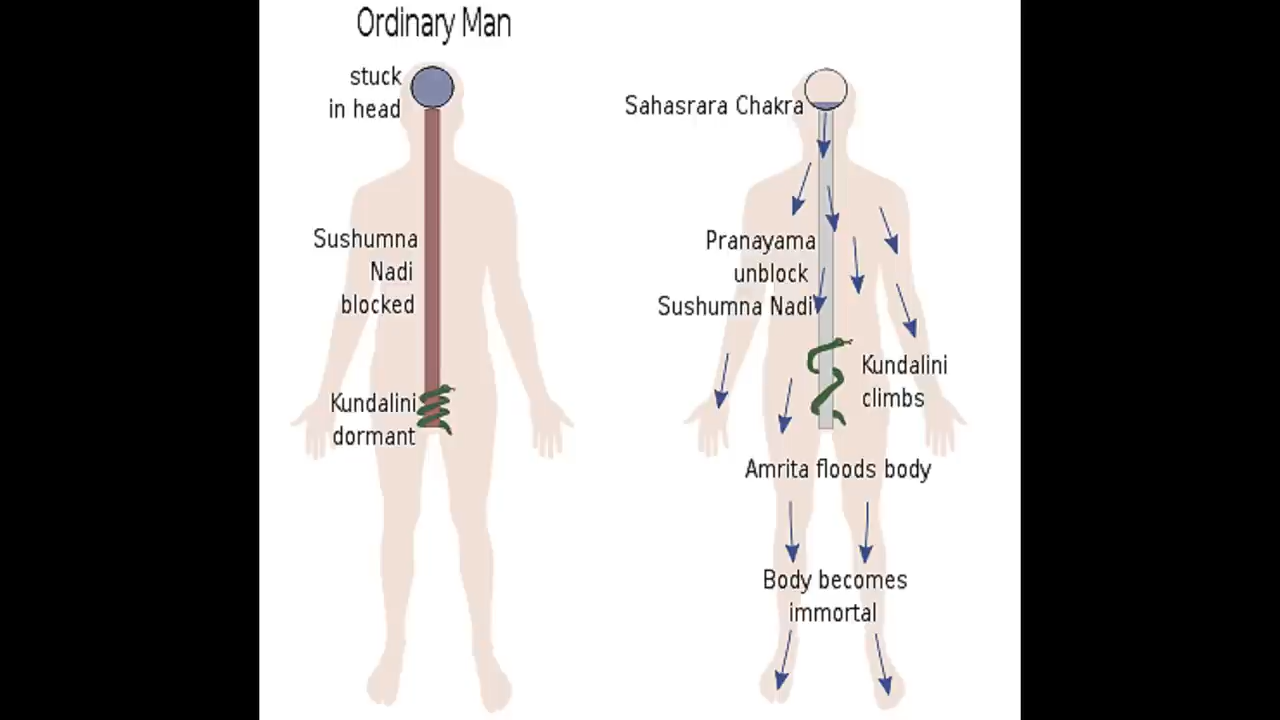 Ordinary Man
stuck
in head
Sushumna
Nadi
blocked
Kundalini
dormant
Sahasrara Chakra
Pranayama
unblock
Sushumna Nadi
Kundalini
climbs
Amrita floods body
Body becomes
immortal